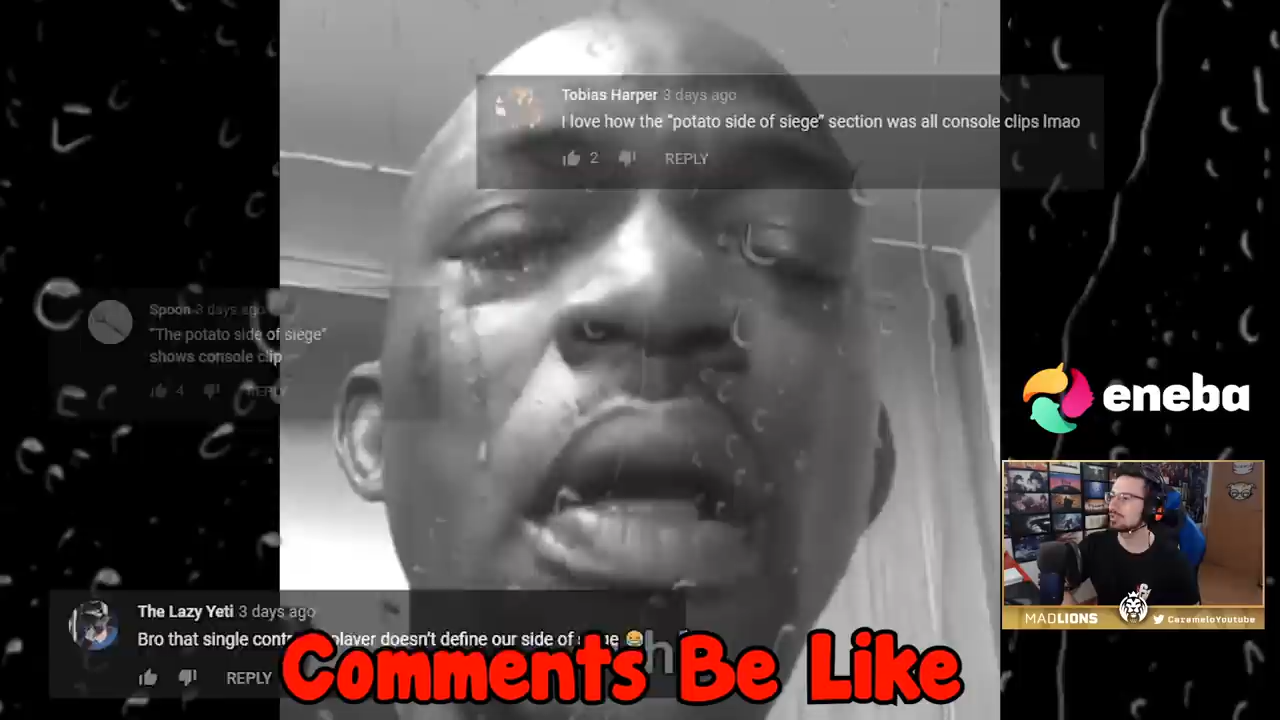 Tobias Harper 3 days ago
I love how the "potato side of siege" section was all console clips lmao
2 REPLY
Spoon 3 days ago
"The potato side of siege"
shows console clip
4 REPLY
eneba
The Lazy Yeti 3 days ago
Bro that single player doesn't define our side of
REPLY
Comments Be Like
MADLIONS CarameloYoutube